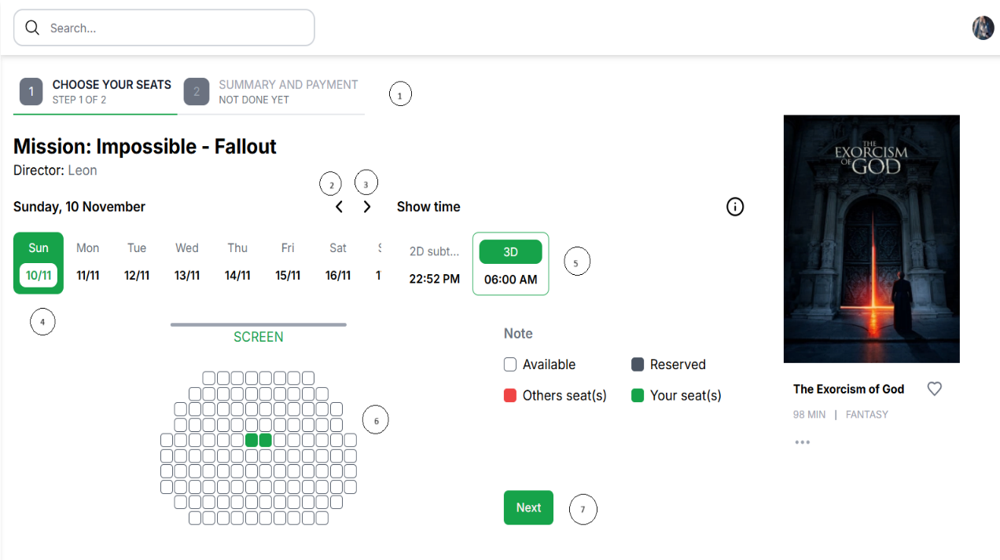 Search...
1 CHOOSE YOUR SEATS
STEP 1 OF 2
2 SUMMARY AND PAYMENT
NOT DONE YET
1
Mission: Impossible - Fallout
Director: Leon
2 3
Sunday, 10 November
Show time
Sun Mon Tue Wed Thu Fri Sat S
10/11 11/11 12/11 13/11 14/11 15/11 16/11 1
2D subt... 3D
22:52 PM 06:00 AM
5
4
SCREEN
6
Note
Available Reserved
Others seat(s) Your seat(s)
Next
7
THE
EXORCISM
OF GOD
The Exorcism of God
98 MIN | FANTASY